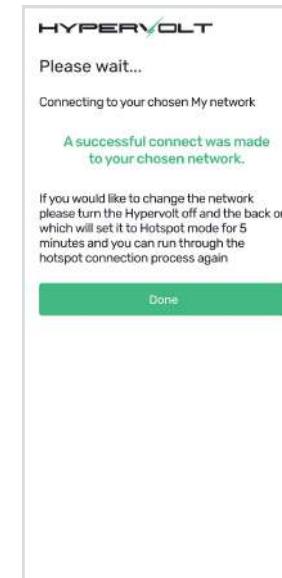 HYPERVOLT
Please wait...
Connecting to your chosen My network
A successful connect was made
to your chosen network.
If you would like to change the network
please turn the Hypervolt off and the back on
which will set it to Hotspot mode for 5
minutes and you can run through the
hotspot connection process again
Done